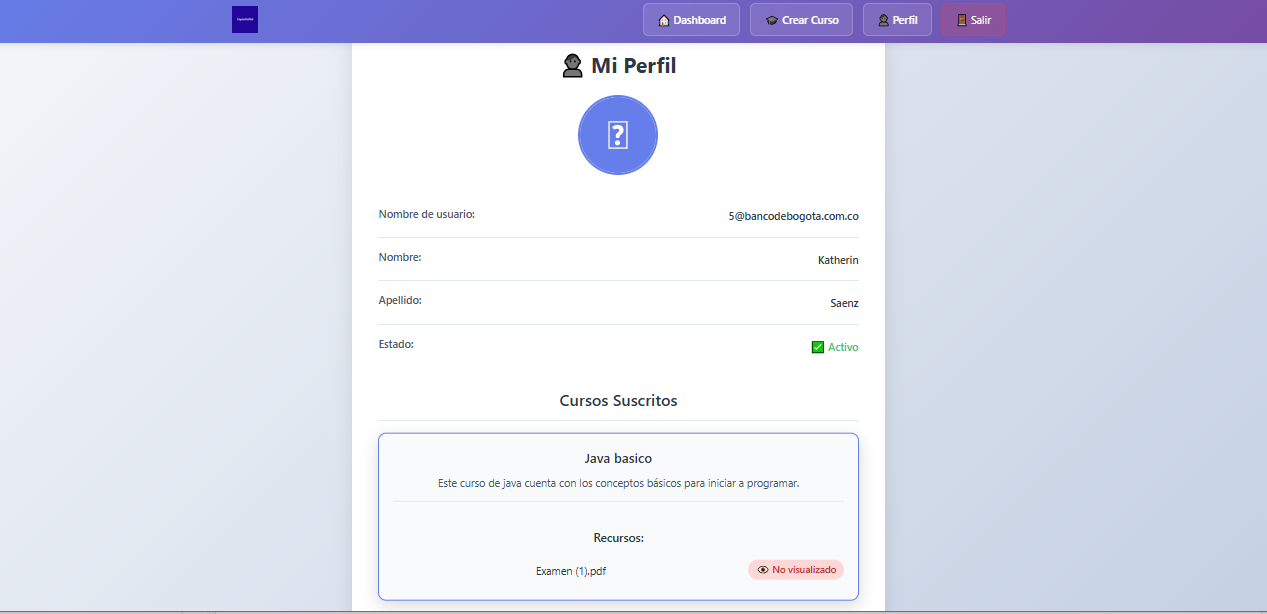 Dashboard
Crear Curso
Perfil
Salir
Mi Perfil
?
Nombre de usuario:
5@bancodebogota.com.co
Nombre:
Katherin
Apellido:
Saenz
Estado:
Activo
Cursos Suscritos
Java basico
Este curso de java cuenta con los conceptos básicos para iniciar a programar.
Recursos:
Examen (1).pdf
No visualizado